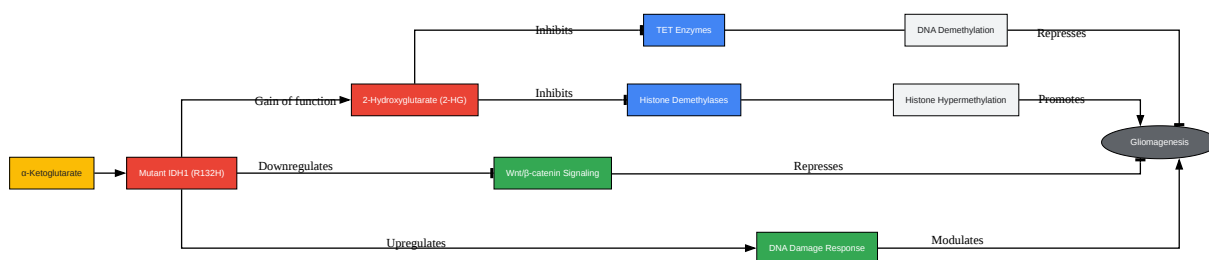 Inhibits
TET Enzymes
DNA Demethylation
Represses
Gain of function
2-Hydroxyglutarate (2-HG)
Inhibits
Histone Demethylases
Histone Hypermethylation
Promotes
Gliomagenesis
α-Ketoglutarate
Mutant IDH1 (R132H)
Downregulates
Wnt/β-catenin Signaling
Represses
Upregulates
DNA Damage Response
Modulates